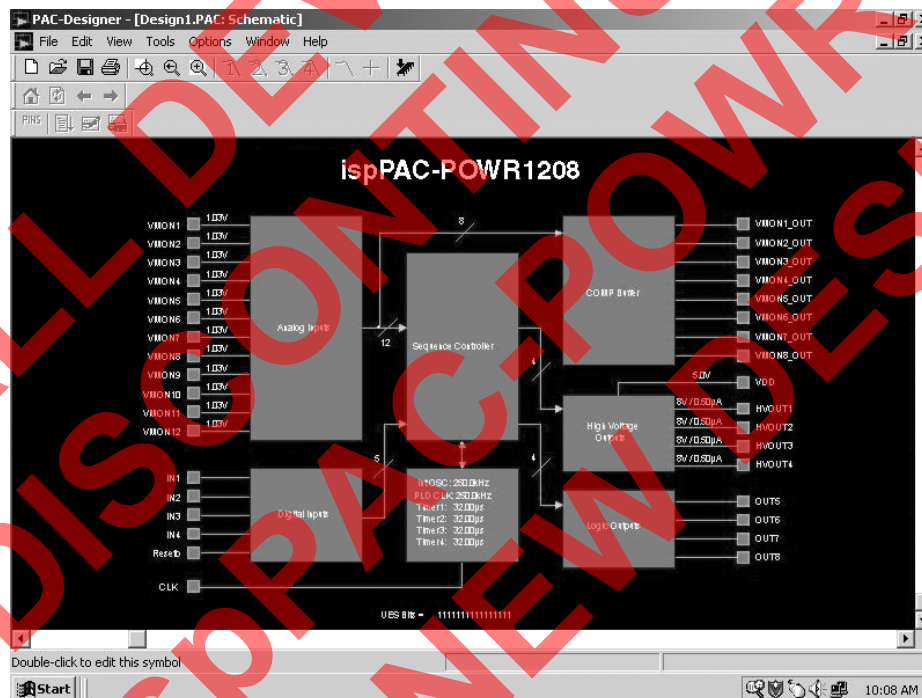 PAC-Designer - [Design1.PAC: Schematic]
File Edit View Tools Options Window Help
1 2 3 4
PINS
ispPAC-POWR1208
VMON1 1.03V
VMON2 1.03V
VMON3 1.03V
VMON4 1.03V
VMON5 1.03V
VMON6 1.03V
VMON7 1.03V
VMON8 1.03V
VMON9 1.03V
VMON10 1.03V
VMON11 1.03V
VMON12 1.03V
Analog Inputs
8
12
Sequence Controller
COMP Buffer
VMON1_OUT
VMON2_OUT
VMON3_OUT
VMON4_OUT
VMON5_OUT
VMON6_OUT
VMON7_OUT
VMON8_OUT
5.0V VDD
4
High Voltage
Outputs
8V/0.50µA HVOUT1
8V/0.50µA HVOUT2
8V/0.50µA HVOUT3
8V/0.50µA HVOUT4
IN1
IN2
IN3
IN4
Resetb
CLK
Digital Inputs
5
IntOSC: 250.0kHz
PLD CLK: 250.0kHz
Timer1: 32.00µs
Timer2: 32.00µs
Timer3: 32.00µs
Timer4: 32.00µs
4
Logic Outputs
OUT5
OUT6
OUT7
OUT8
UES Bits = 1111111111111111
Double-click to edit this symbol
Start
10:08 AM
ALL DEV
DISCONTINU
ispPAC-POWR
NEW DES